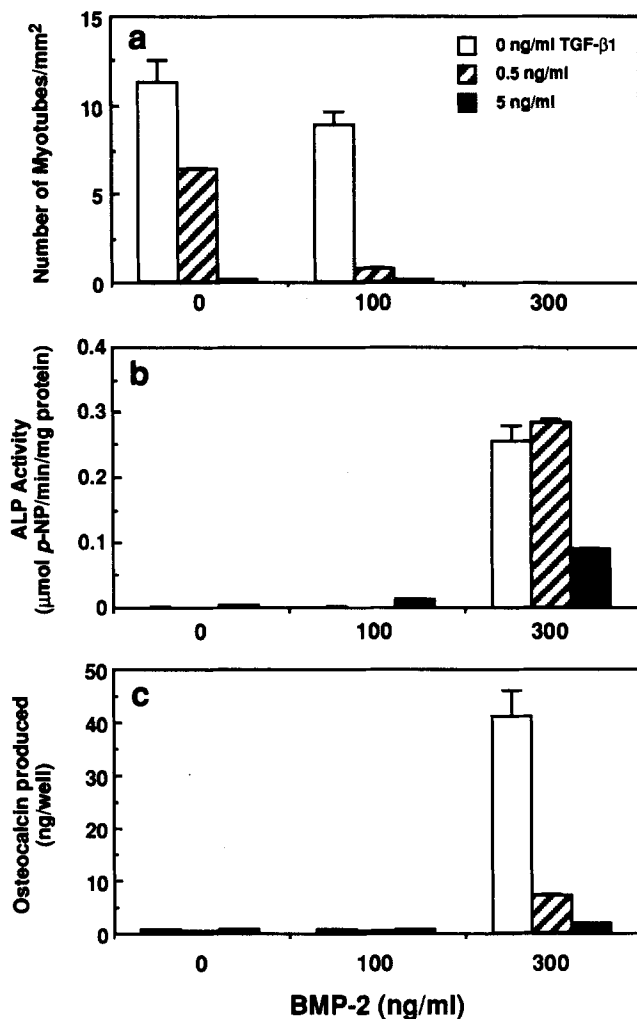 a
15
10
5
0
Number of Myotubes/mm²
0 ng/ml TGF-β1
0.5 ng/ml
5 ng/ml
0 100 300
b
0.4
0.3
0.2
0.1
0
ALP Activity
(μmol p-NP/min/mg protein)
0 100 300
c
50
40
30
20
10
0
Osteocalcin produced
(ng/well)
0 100 300
BMP-2 (ng/ml)